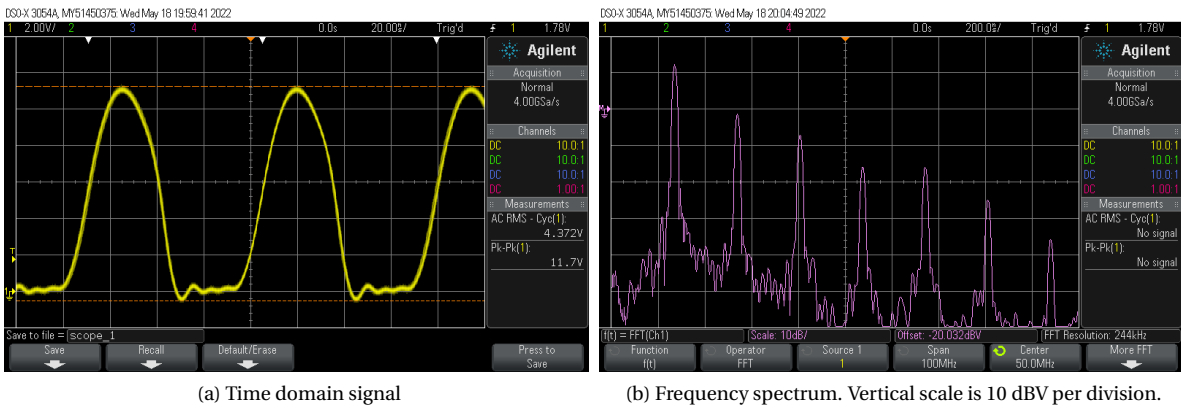 DSO-X 3054A, MY51450375: Wed May 18 19:59:41 2022
1 2.00V/ 2 3 4 0.0s 20.00ns/ Trig'd 1 1.78V
Agilent
Acquisition
Normal
4.00GSa/s
Channels
DC 10.0:1
DC 10.0:1
DC 10.0:1
DC 1.00:1
Measurements
AC RMS - Cyc(1):
4.372V
Pk-Pk(1):
11.7V
T
1
Save to file = scope_1
Save Recall Default/Erase Press to
Save
(a) Time domain signal
DSO-X 3054A, MY51450375: Wed May 18 20:04:49 2022
1 2 3 4 0.0s 20.00ns/ Trig'd 1 1.78V
Agilent
Acquisition
Normal
4.00GSa/s
Channels
DC 10.0:1
DC 10.0:1
DC 10.0:1
DC 1.00:1
Measurements
AC RMS - Cyc(1):
No signal
Pk-Pk(1):
No signal
f(t) = FFT(Ch1) Scale: 10dB/ Offset: -20.032dBV FFT Resolution: 244kHz
Function Operator Source 1 Span Center More FFT
f(t) FFT 1 100MHz 50.0MHz
(b) Frequency spectrum. Vertical scale is 10 dBV per division.